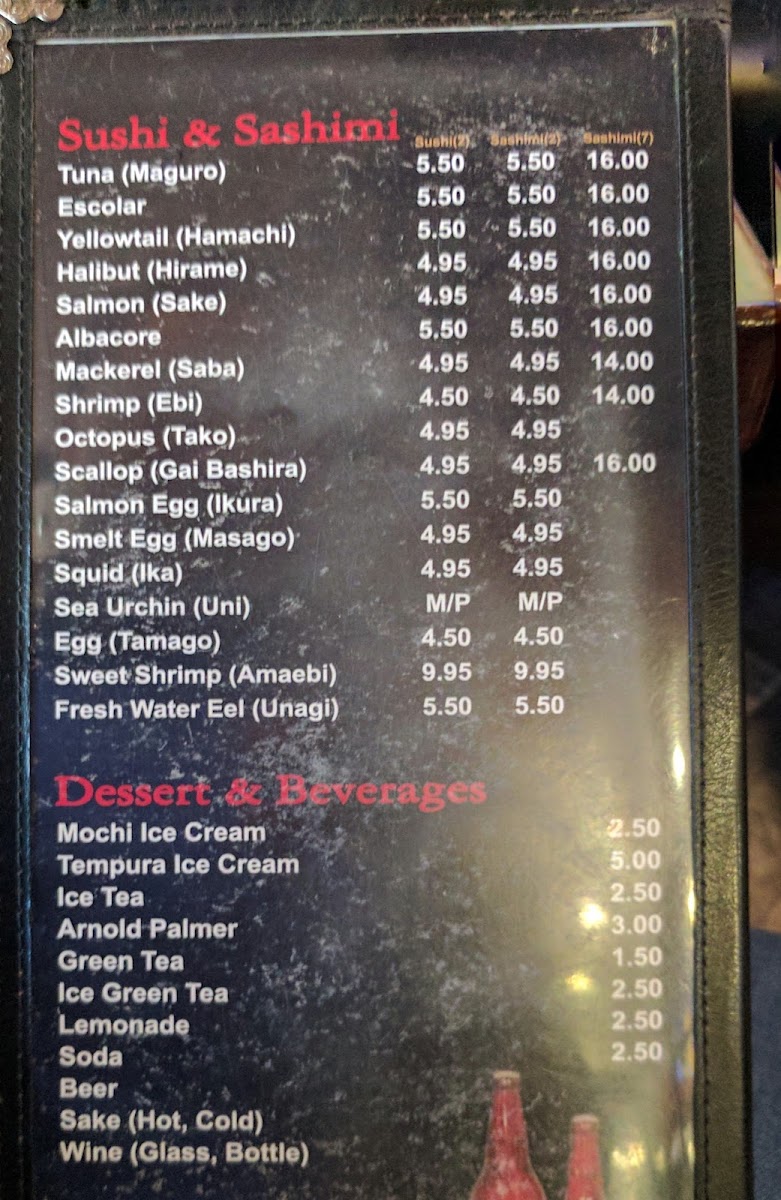 Sushi & Sashimi Sushi(2) Sashimi(2) Sashimi(7)
Tuna (Maguro) 5.50 5.50 16.00
Escolar 5.50 5.50 16.00
Yellowtail (Hamachi) 5.50 5.50 16.00
Halibut (Hirame) 4.95 4.95 16.00
Salmon (Sake) 4.95 4.95 16.00
Albacore 5.50 5.50 16.00
Mackerel (Saba) 4.95 4.95 14.00
Shrimp (Ebi) 4.50 4.50 14.00
Octopus (Tako) 4.95 4.95
Scallop (Gai Bashira) 4.95 4.95 16.00
Salmon Egg (Ikura) 5.50 5.50
Smelt Egg (Masago) 4.95 4.95
Squid (Ika) 4.95 4.95
Sea Urchin (Uni) M/P M/P
Egg (Tamago) 4.50 4.50
Sweet Shrimp (Amaebi) 9.95 9.95
Fresh Water Eel (Unagi) 5.50 5.50
Dessert & Beverages
Mochi Ice Cream 2.50
Tempura Ice Cream 5.00
Ice Tea 2.50
Arnold Palmer 3.00
Green Tea 1.50
Ice Green Tea 2.50
Lemonade 2.50
Soda 2.50
Beer
Sake (Hot, Cold)
Wine (Glass, Bottle)